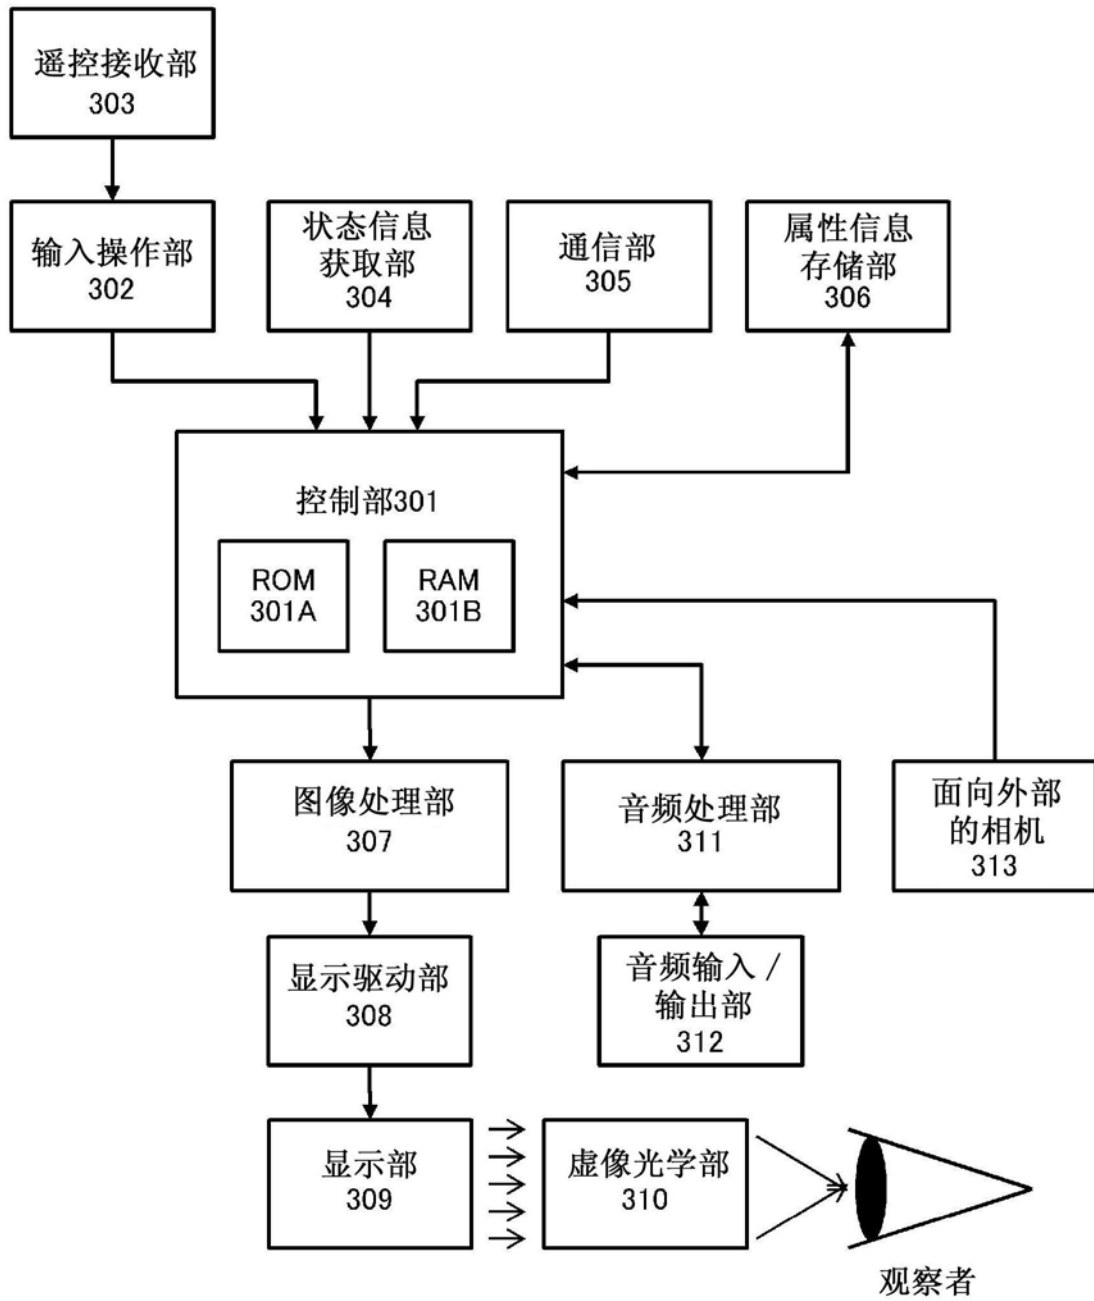 遥控接收部
303
输入操作部
302
状态信息
获取部
304
通信部
305
属性信息
存储部
306
控制部301
ROM
301A
RAM
301B
图像处理部
307
音频处理部
311
面向外部
的相机
313
显示驱动部
308
音频输入/
输出部
312
显示部
309
虚像光学部
310
观察者